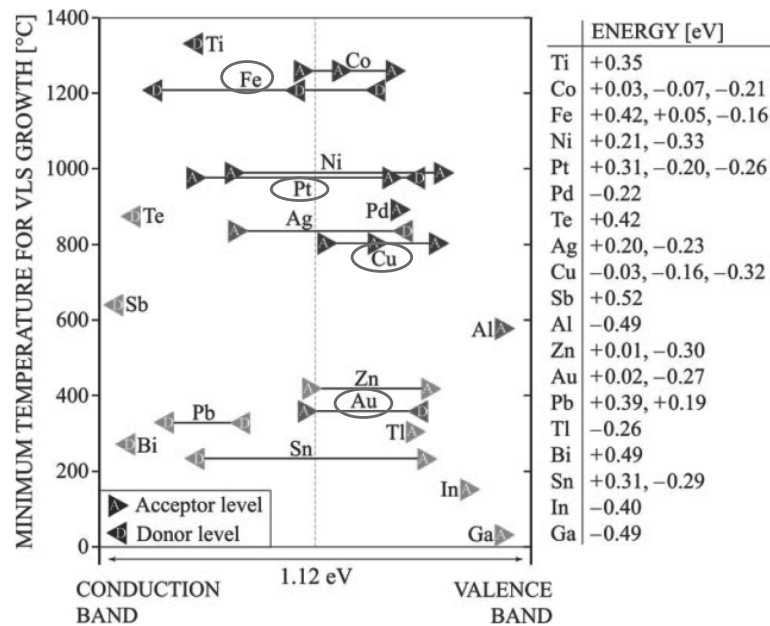 MINIMUM TEMPERATURE FOR VLS GROWTH [°C]
1400
1200
1000
800
600
400
200
0
D Ti
A A Co A
Fe
D D D
A Ni A
A Pt A D
D Te
Pd A
A Ag D
A A A
Cu
D Sb
Al A
A Zn A
A Au D
D Pb D
Tl A
D Bi
D Sn A
In A
Ga A
A Acceptor level
D Donor level
CONDUCTION BAND
1.12 eV
VALENCE BAND
ENERGY [eV]
Ti +0.35
Co +0.03, −0.07, −0.21
Fe +0.42, +0.05, −0.16
Ni +0.21, −0.33
Pt +0.31, −0.20, −0.26
Pd −0.22
Te +0.42
Ag +0.20, −0.23
Cu −0.03, −0.16, −0.32
Sb +0.52
Al −0.49
Zn +0.01, −0.30
Au +0.02, −0.27
Pb +0.39, +0.19
Tl −0.26
Bi +0.49
Sn +0.31, −0.29
In −0.40
Ga −0.49